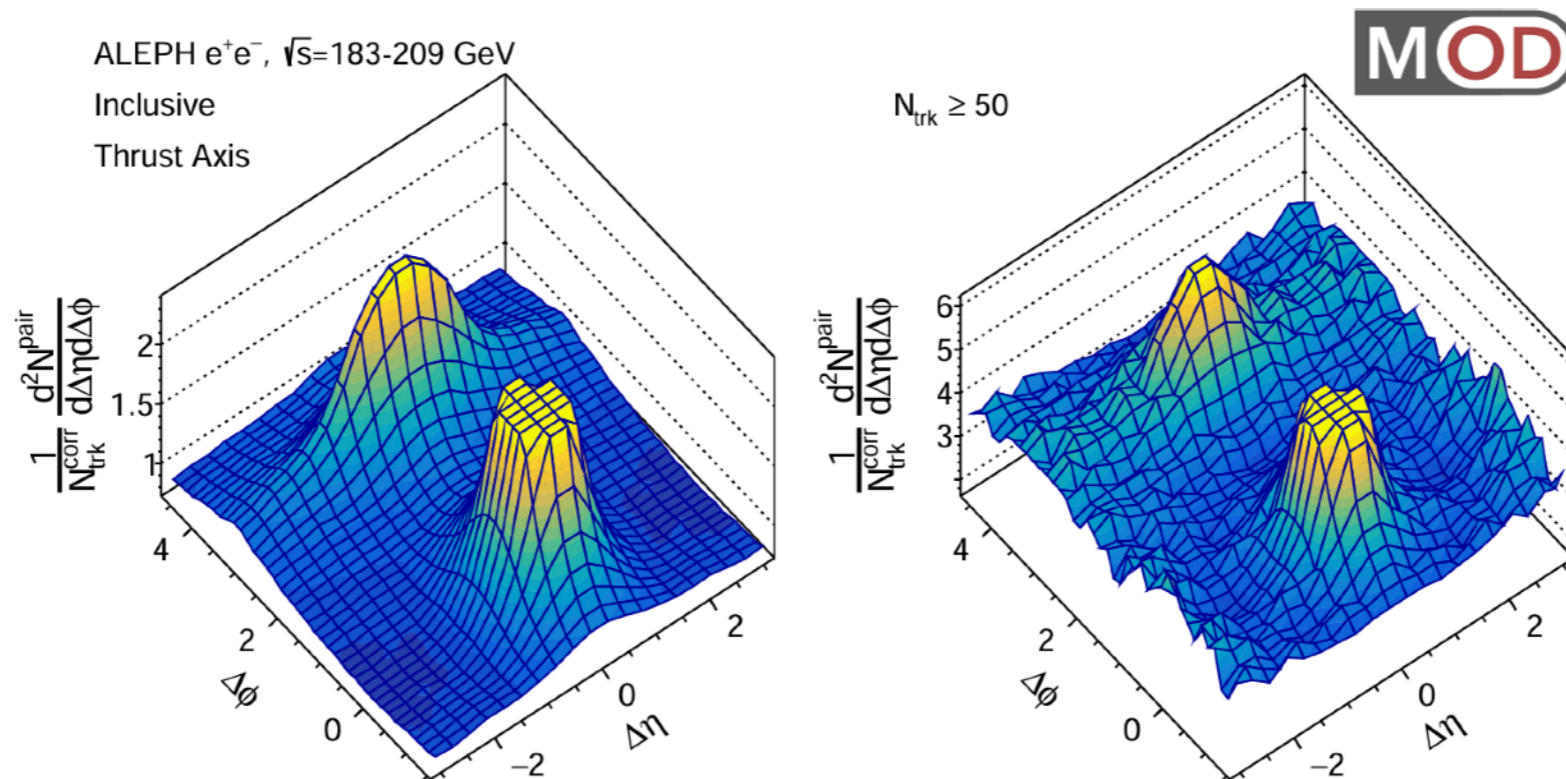 ALEPH e⁺e⁻, √s=183-209 GeV
Inclusive
Thrust Axis
1/N_trk^corr d²N^pair/dΔηdΔϕ
2
1.5
1
4
2
0
Δϕ
−2
0
2
Δη
MOD
N_trk ≥ 50
1/N_trk^corr d²N^pair/dΔηdΔϕ
6
5
4
3
4
2
0
Δϕ
−2
0
2
Δη